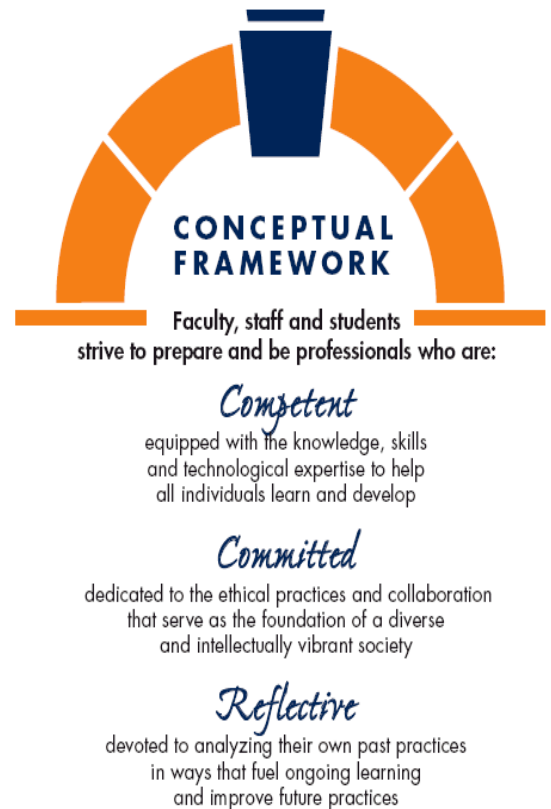 CONCEPTUAL
FRAMEWORK
Faculty, staff and students
strive to prepare and be professionals who are:
Competent
equipped with the knowledge, skills
and technological expertise to help
all individuals learn and develop
Committed
dedicated to the ethical practices and collaboration
that serve as the foundation of a diverse
and intellectually vibrant society
Reflective
devoted to analyzing their own past practices
in ways that fuel ongoing learning
and improve future practices